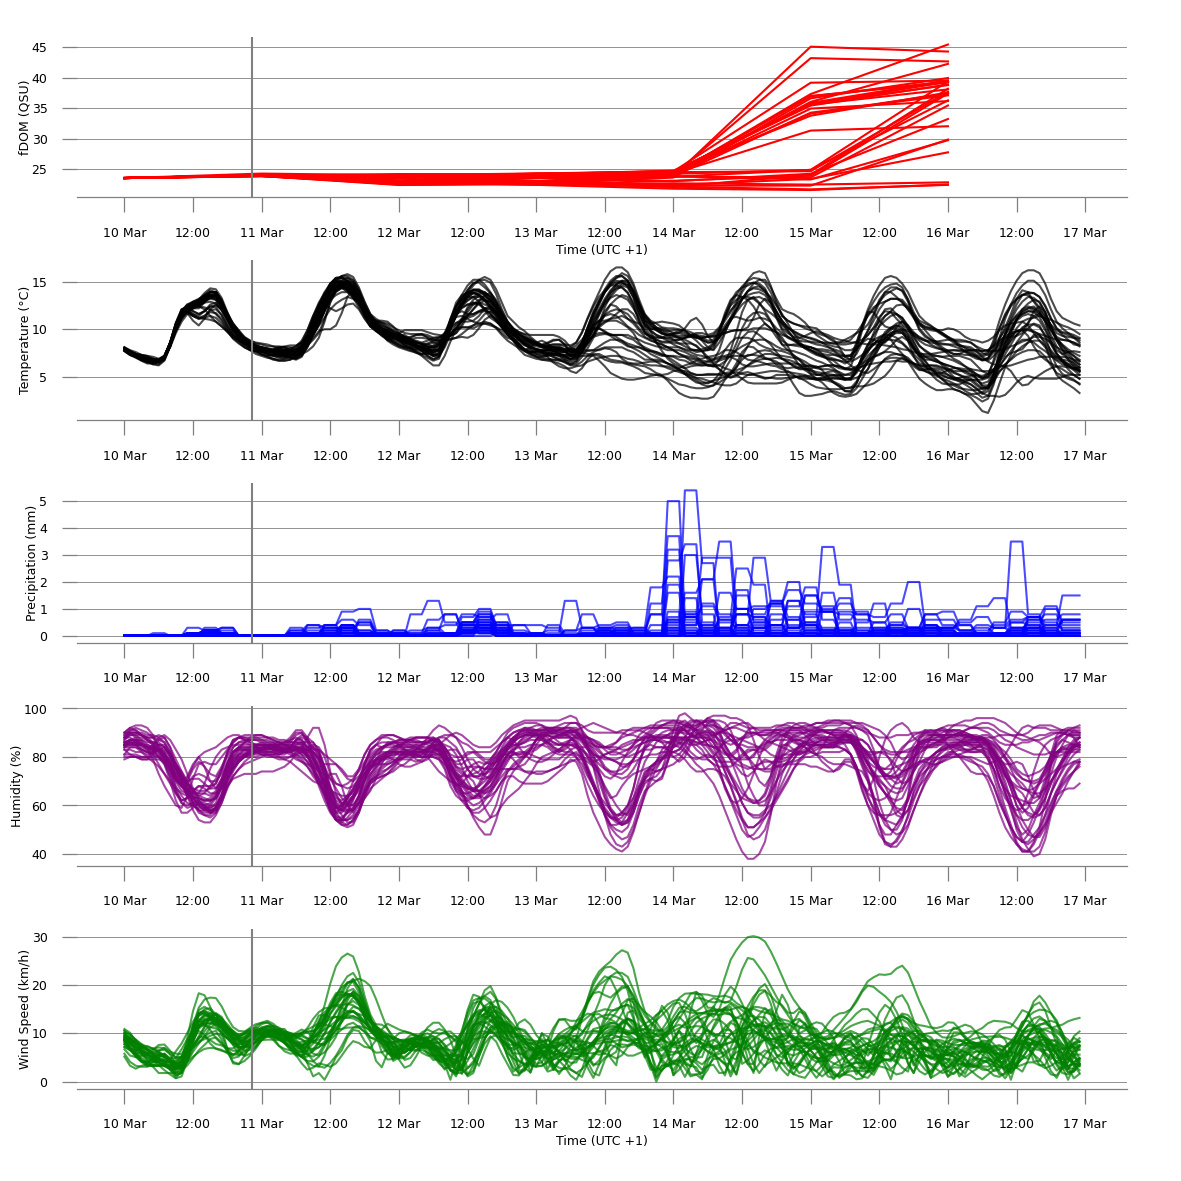 fDOM (QSU)
45
40
35
30
25
10 Mar 12:00 11 Mar 12:00 12 Mar 12:00 13 Mar 12:00 14 Mar 12:00 15 Mar 12:00 16 Mar 12:00 17 Mar
Time (UTC +1)
Temperature (°C)
15
10
5
10 Mar 12:00 11 Mar 12:00 12 Mar 12:00 13 Mar 12:00 14 Mar 12:00 15 Mar 12:00 16 Mar 12:00 17 Mar
Precipitation (mm)
5
4
3
2
1
0
10 Mar 12:00 11 Mar 12:00 12 Mar 12:00 13 Mar 12:00 14 Mar 12:00 15 Mar 12:00 16 Mar 12:00 17 Mar
Humidity (%)
100
80
60
40
10 Mar 12:00 11 Mar 12:00 12 Mar 12:00 13 Mar 12:00 14 Mar 12:00 15 Mar 12:00 16 Mar 12:00 17 Mar
Wind Speed (km/h)
30
20
10
0
10 Mar 12:00 11 Mar 12:00 12 Mar 12:00 13 Mar 12:00 14 Mar 12:00 15 Mar 12:00 16 Mar 12:00 17 Mar
Time (UTC +1)